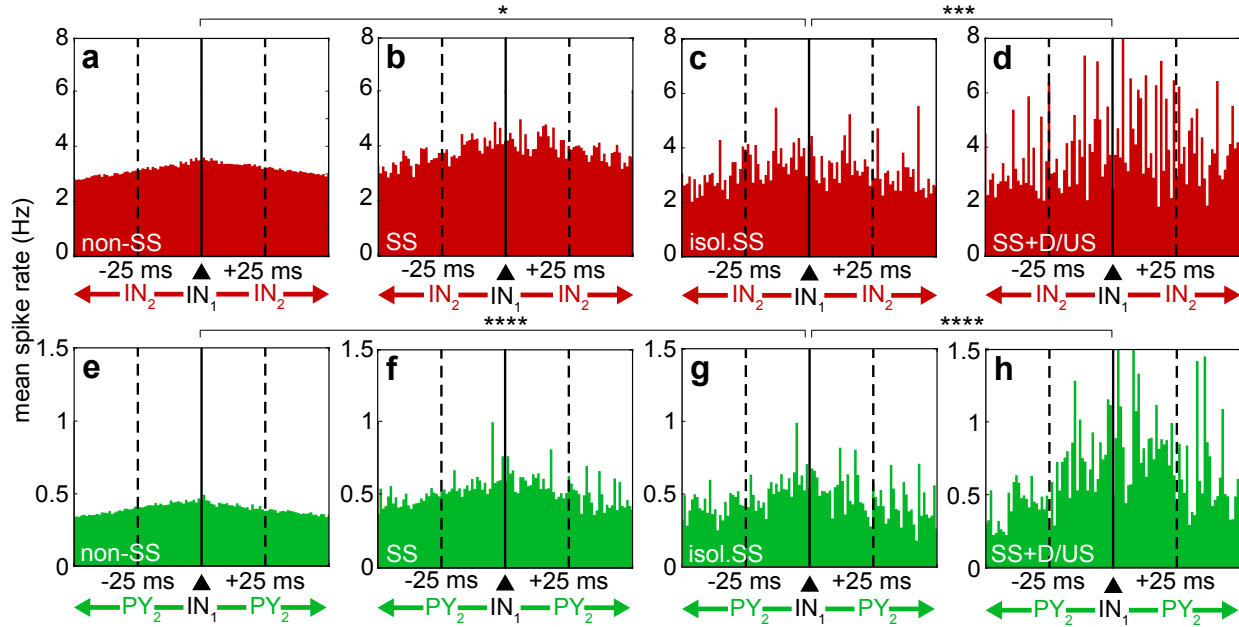 * ***
8 a 8 b 8 c 8 d
6 6 6 6
4 4 4 4
2 2 2 2
0 non-SS 0 SS 0 isol.SS 0 SS+D/US
-25 ms ▲ +25 ms -25 ms ▲ +25 ms -25 ms ▲ +25 ms -25 ms ▲ +25 ms
IN₂ IN₁ IN₂ IN₂ IN₁ IN₂ IN₂ IN₁ IN₂ IN₂ IN₁ IN₂
mean spike rate (Hz)
**** ****
1.5 e 1.5 f 1.5 g 1.5 h
1 1 1 1
0.5 0.5 0.5 0.5
0 non-SS 0 SS 0 isol.SS 0 SS+D/US
-25 ms ▲ +25 ms -25 ms ▲ +25 ms -25 ms ▲ +25 ms -25 ms ▲ +25 ms
PY₂ IN₁ PY₂ PY₂ IN₁ PY₂ PY₂ IN₁ PY₂ PY₂ IN₁ PY₂